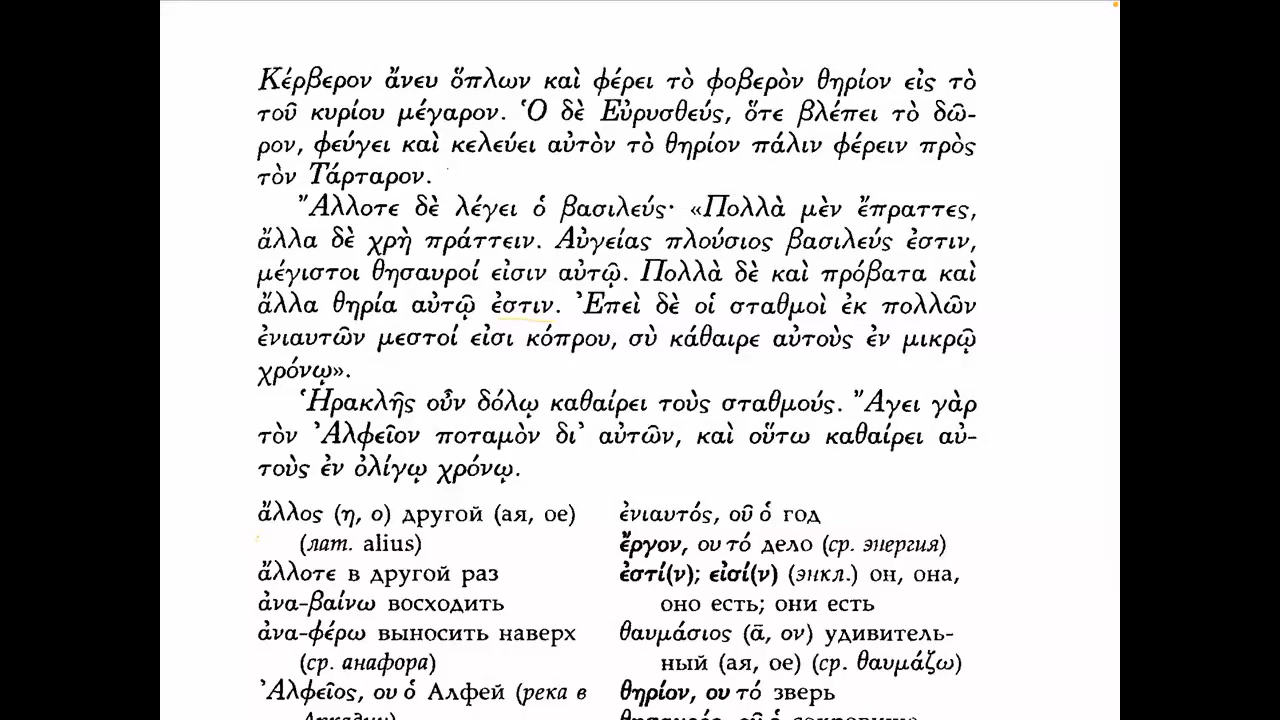 Κέρβερον ἄνευ ὅπλων καὶ φέρει τὸ φοβερὸν θηρίον εἰς τὸ
τοῦ κυρίου μέγαρον. Ὁ δὲ Εὐρυσθεύς, ὅτε βλέπει τὸ δῶ-
ρον, φεύγει καὶ κελεύει αὐτὸν τὸ θηρίον πάλιν φέρειν πρὸς
τὸν Τάρταρον.
Ἄλλοτε δὲ λέγει ὁ βασιλεύς· «Πολλὰ μὲν ἔπραττες,
ἄλλα δὲ χρὴ πράττειν. Αὐγείας πλούσιος βασιλεύς ἐστιν,
μέγιστοι θησαυροί εἰσιν αὐτῷ. Πολλὰ δὲ καὶ πρόβατα καὶ
ἄλλα θηρία αὐτῷ ἐστιν. Ἐπεὶ δὲ οἱ σταθμοὶ ἐκ πολλῶν
ἐνιαυτῶν μεστοί εἰσι κόπρου, σὺ κάθαιρε αὐτοὺς ἐν μικρῷ
χρόνῳ».
Ἡρακλῆς οὖν δόλῳ καθαίρει τοὺς σταθμούς. Ἄγει γὰρ
τὸν Ἀλφεῖον ποταμὸν δι' αὐτῶν, καὶ οὕτω καθαίρει αὐ-
τοὺς ἐν ὀλίγῳ χρόνῳ.
ἄλλος (η, ο) другой (ая, ое)
(лат. alius)
ἄλλοτε в другой раз
ἀνα-βαίνω восходить
ἀνα-φέρω выносить наверх
(ср. анафора)
Ἀλφεῖος, ου ὁ Алфей (река в
ἐνιαυτός, οῦ ὁ год
ἔργον, ου τό дело (ср. энергия)
ἐστί(ν); εἰσί(ν) (энкл.) он, она,
оно есть; они есть
θαυμάσιος (ᾱ, ον) удивитель-
ный (ая, ое) (ср. θαυμάζω)
θηρίον, ου τό зверь